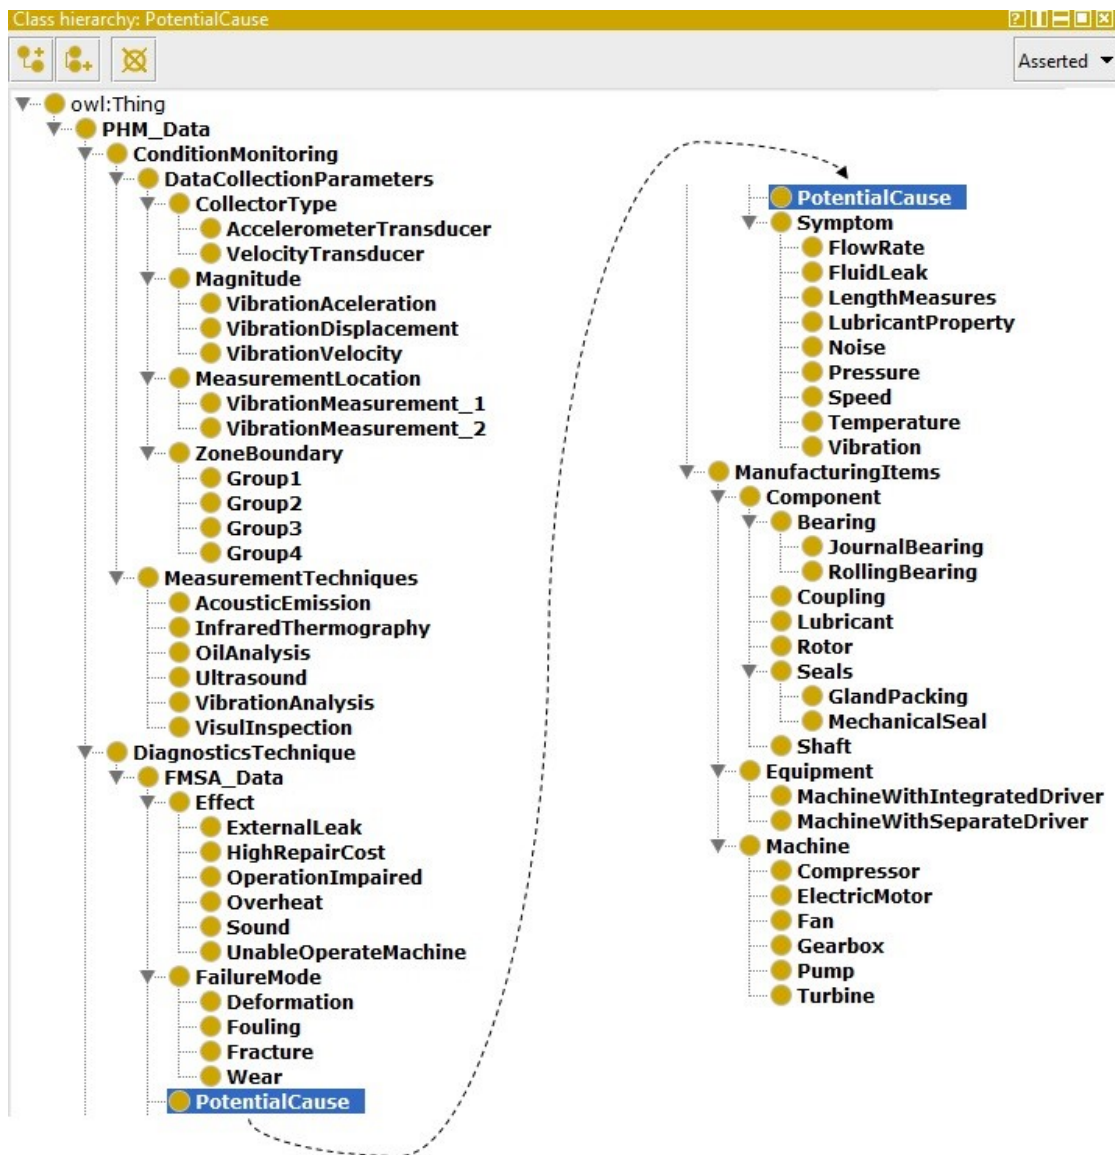 Class hierarchy: PotentialCause
Asserted
owl:Thing
PHM_Data
ConditionMonitoring
DataCollectionParameters
CollectorType
AccelerometerTransducer
VelocityTransducer
Magnitude
VibrationAceleration
VibrationDisplacement
VibrationVelocity
MeasurementLocation
VibrationMeasurement_1
VibrationMeasurement_2
ZoneBoundary
Group1
Group2
Group3
Group4
MeasurementTechniques
AcousticEmission
InfraredThermography
OilAnalysis
Ultrasound
VibrationAnalysis
VisulInspection
DiagnosticsTechnique
FMSA_Data
Effect
ExternalLeak
HighRepairCost
OperationImpaired
Overheat
Sound
UnableOperateMachine
FailureMode
Deformation
Fouling
Fracture
Wear
PotentialCause
PotentialCause
Symptom
FlowRate
FluidLeak
LengthMeasures
LubricantProperty
Noise
Pressure
Speed
Temperature
Vibration
ManufacturingItems
Component
Bearing
JournalBearing
RollingBearing
Coupling
Lubricant
Rotor
Seals
GlandPacking
MechanicalSeal
Shaft
Equipment
MachineWithIntegratedDriver
MachineWithSeparateDriver
Machine
Compressor
ElectricMotor
Fan
Gearbox
Pump
Turbine